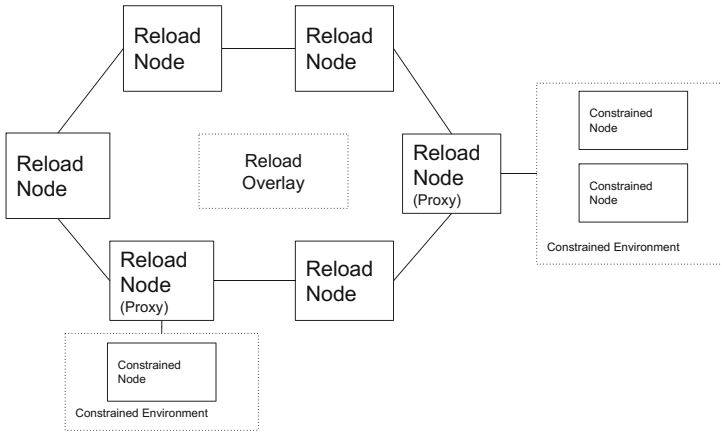 Reload
Node
Reload
Node
Constrained
Node
Reload
Node
Reload
Overlay
Reload
Node
(Proxy)
Constrained
Node
Constrained Environment
Reload
Node
(Proxy)
Reload
Node
Constrained
Node
Constrained Environment